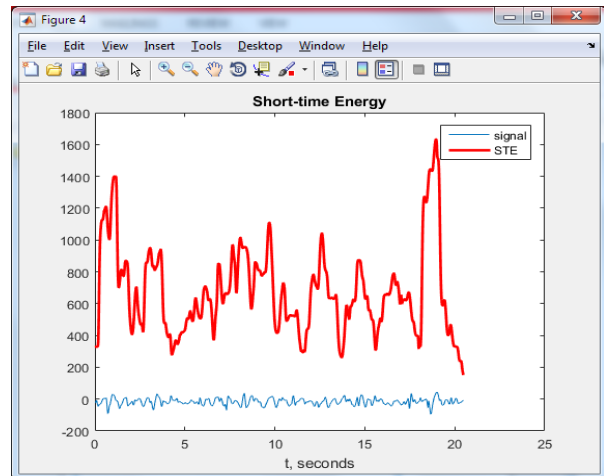 Figure 4
File Edit View Insert Tools Desktop Window Help
Short-time Energy
signal
STE
1800
1600
1400
1200
1000
800
600
400
200
0
-200
0 5 10 15 20 25
t, seconds